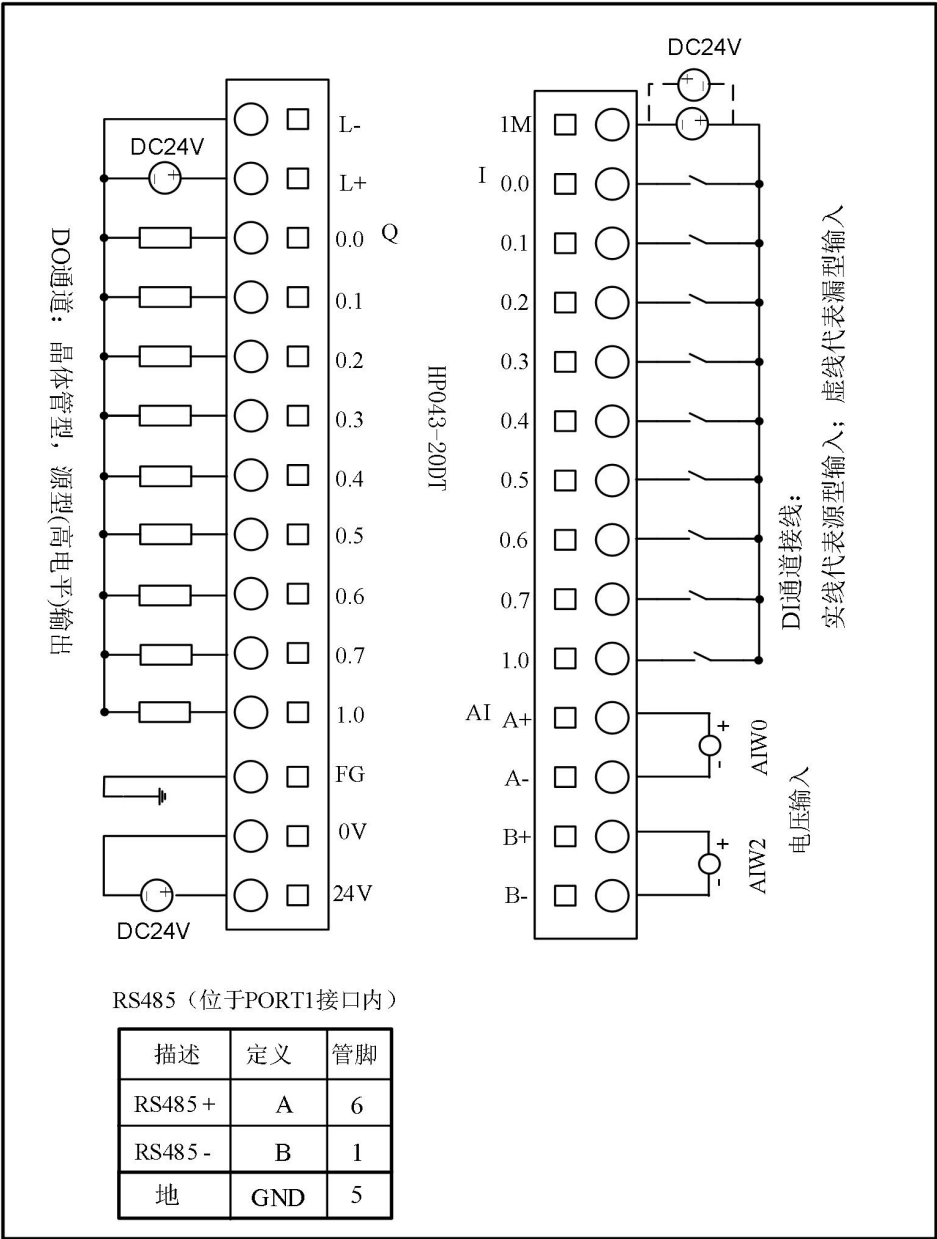 DC24V
L-
L+
Q
0.0
0.1
0.2
0.3
0.4
0.5
0.6
0.7
1.0
FG
0V
24V
DC24V
DO通道：晶体管型，源型(高电平)输出
HP043-20DT
DC24V
1M
I
0.0
0.1
0.2
0.3
0.4
0.5
0.6
0.7
1.0
AI
A+
A-
B+
B-
+
-
AIW0
+
-
AIW2
电压输入
DI通道接线：
实线代表源型输入；虚线代表漏型输入
RS485（位于PORT1接口内）
描述 定义 管脚
RS485+ A 6
RS485- B 1
地 GND 5